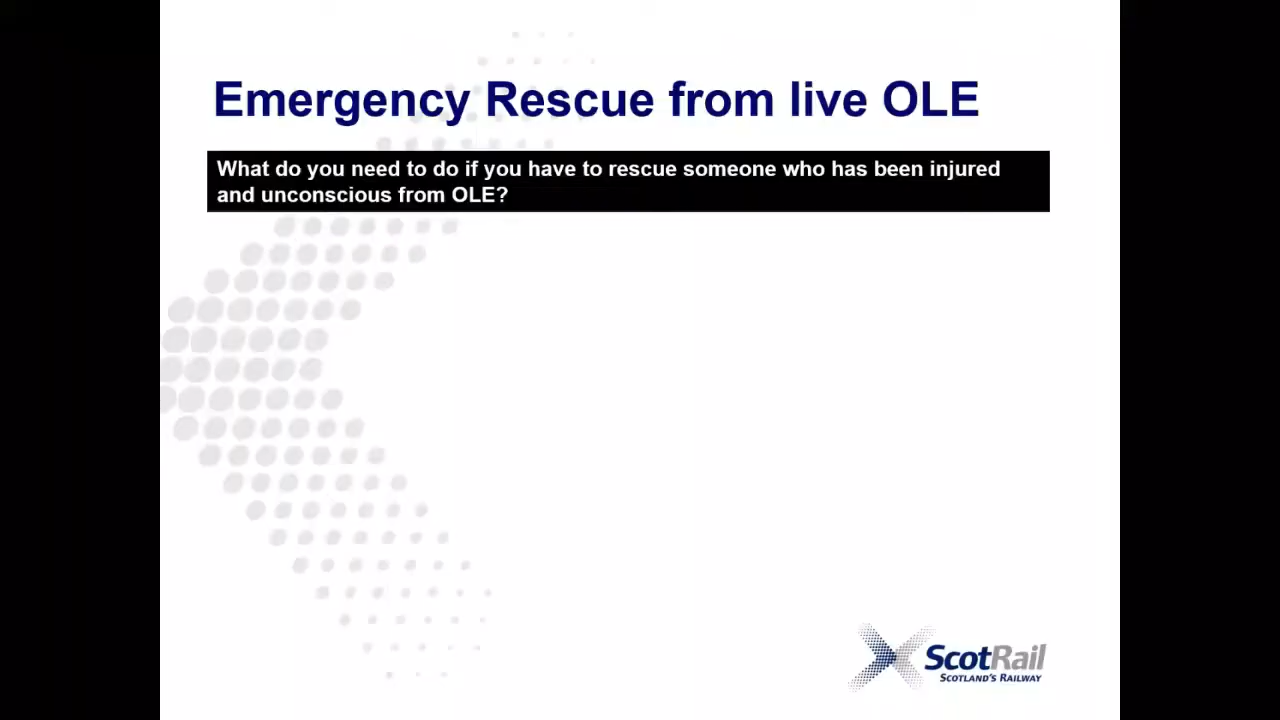 Emergency Rescue from live OLE
What do you need to do if you have to rescue someone who has been injured
and unconscious from OLE?
ScotRail
SCOTLAND'S RAILWAY